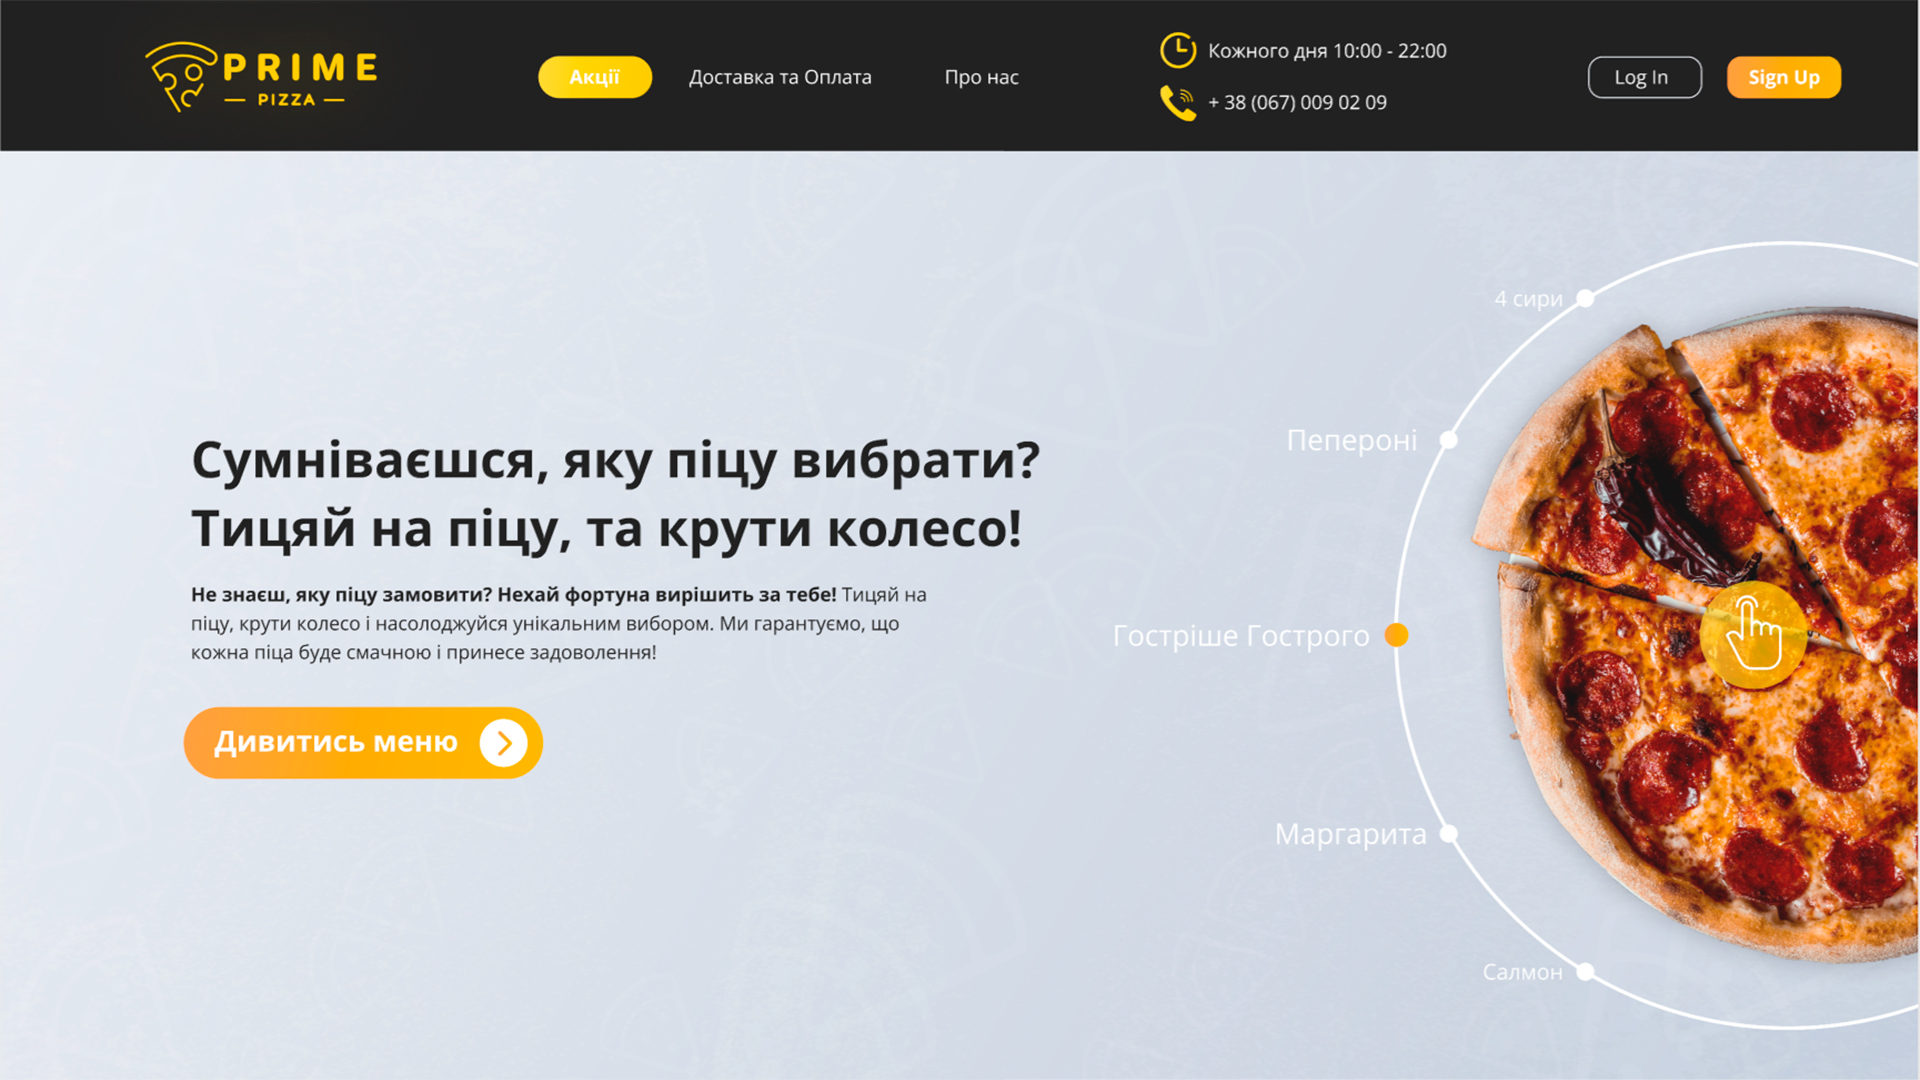 PRIME
PIZZA
Акції
Доставка та Оплата
Про нас
Кожного дня 10:00 - 22:00
+ 38 (067) 009 02 09
Log In
Sign Up
Сумніваєшся, яку піцу вибрати?
Тицяй на піцу, та крути колесо!
Не знаєш, яку піцу замовити? Нехай фортуна вирішить за тебе! Тицяй на
піцу, крути колесо і насолоджуйся унікальним вибором. Ми гарантуємо, що
кожна піца буде смачною і принесе задоволення!
Дивитись меню
4 сири
Пепероні
Гостріше Гострого
Маргарита
Салмон